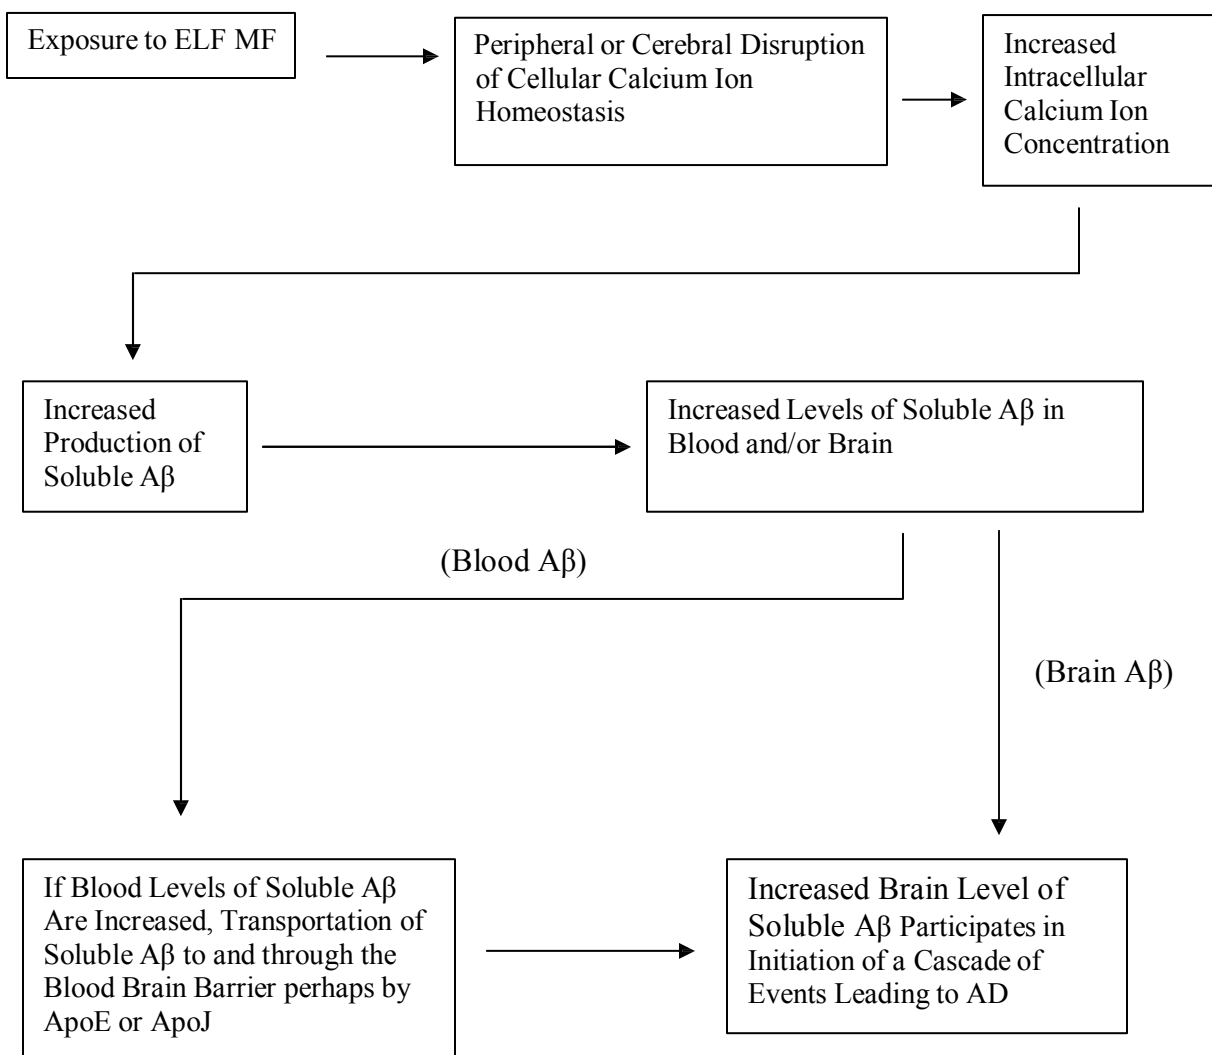 Exposure to ELF MF
Peripheral or Cerebral Disruption
of Cellular Calcium Ion
Homeostasis
Increased
Intracellular
Calcium Ion
Concentration
Increased
Production of
Soluble Aβ
Increased Levels of Soluble Aβ in
Blood and/or Brain
(Blood Aβ)
(Brain Aβ)
If Blood Levels of Soluble Aβ
Are Increased, Transportation of
Soluble Aβ to and through the
Blood Brain Barrier perhaps by
ApoE or ApoJ
Increased Brain Level of
Soluble Aβ Participates in
Initiation of a Cascade of
Events Leading to AD